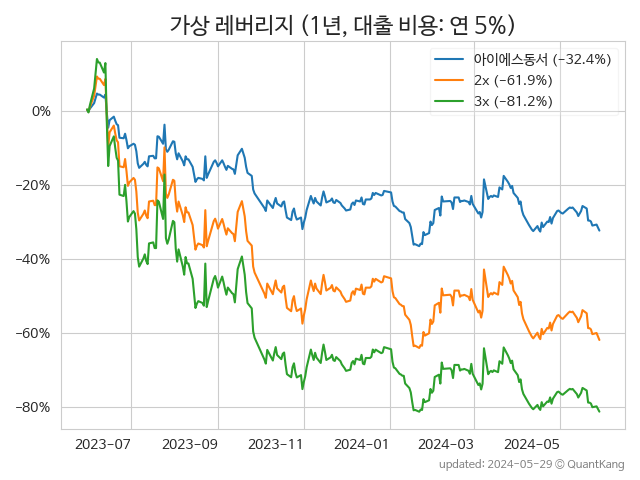 가상 레버리지 (1년, 대출 비용: 연 5%)
아이에스동서 (−32.4%)
2x (−61.9%)
3x (−81.2%)
0%
−20%
−40%
−60%
−80%
2023-07 2023-09 2023-11 2024-01 2024-03 2024-05
updated: 2024-05-29 © QuantKang